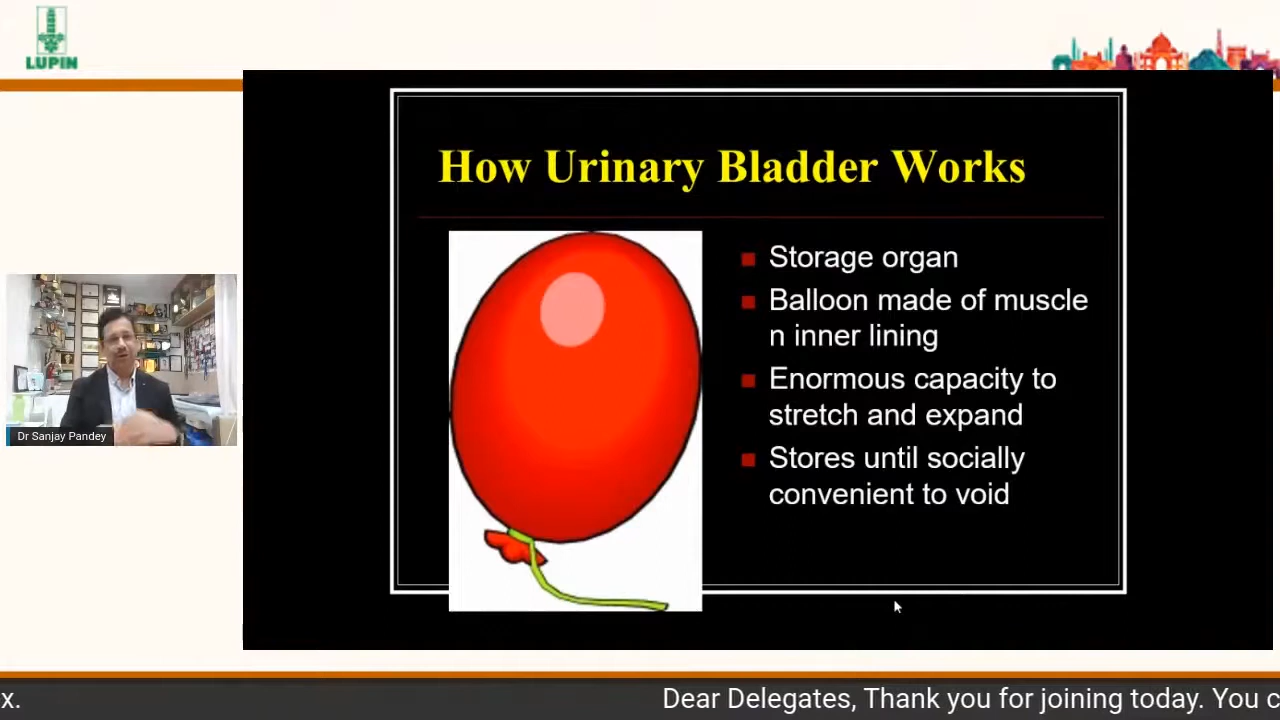 LUPIN
How Urinary Bladder Works
Storage organ
Balloon made of muscle
n inner lining
Enormous capacity to
stretch and expand
Stores until socially
convenient to void
Dr Sanjay Pandey
x.
Dear Delegates, Thank you for joining today. You c